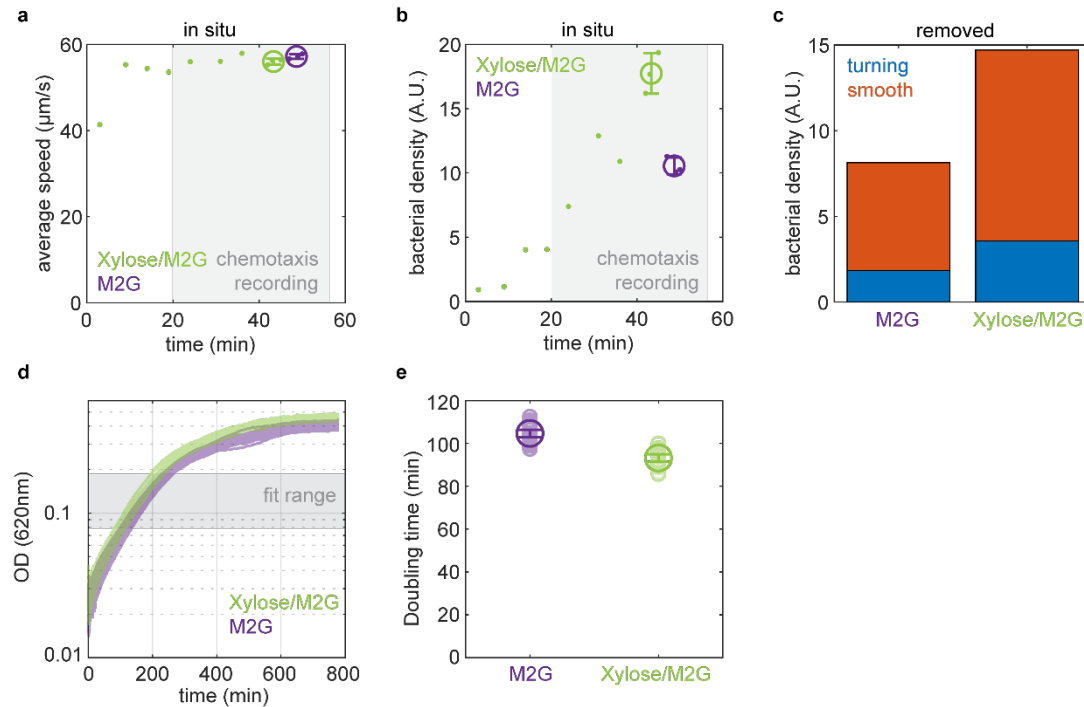 a
in situ
average speed (µm/s)
60
40
20
0
Xylose/M2G
M2G
chemotaxis
recording
0
20
40
60
time (min)
b
in situ
bacterial density (A.U.)
20
15
10
5
0
Xylose/M2G
M2G
chemotaxis
recording
0
20
40
60
time (min)
c
removed
bacterial density (A.U.)
15
10
5
0
turning
smooth
M2G
Xylose/M2G
d
OD (620nm)
0.1
0.01
fit range
Xylose/M2G
M2G
0
200
400
600
800
time (min)
e
Doubling time (min)
120
100
80
60
40
20
0
M2G
Xylose/M2G